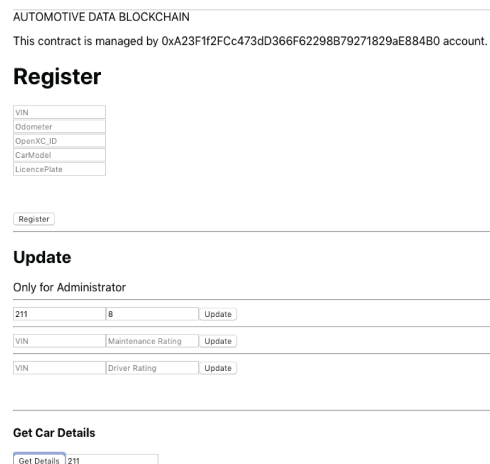 AUTOMOTIVE DATA BLOCKCHAIN
This contract is managed by 0xA23F1f2FCc473dD366F62298B79271829aE884B0 account.
Register
VIN
Odometer
OpenXC_ID
CarModel
LicencePlate
Register
Update
Only for Administrator
211 8 Update
VIN Maintenance Rating Update
VIN Driver Rating Update
Get Car Details
Get Details 211